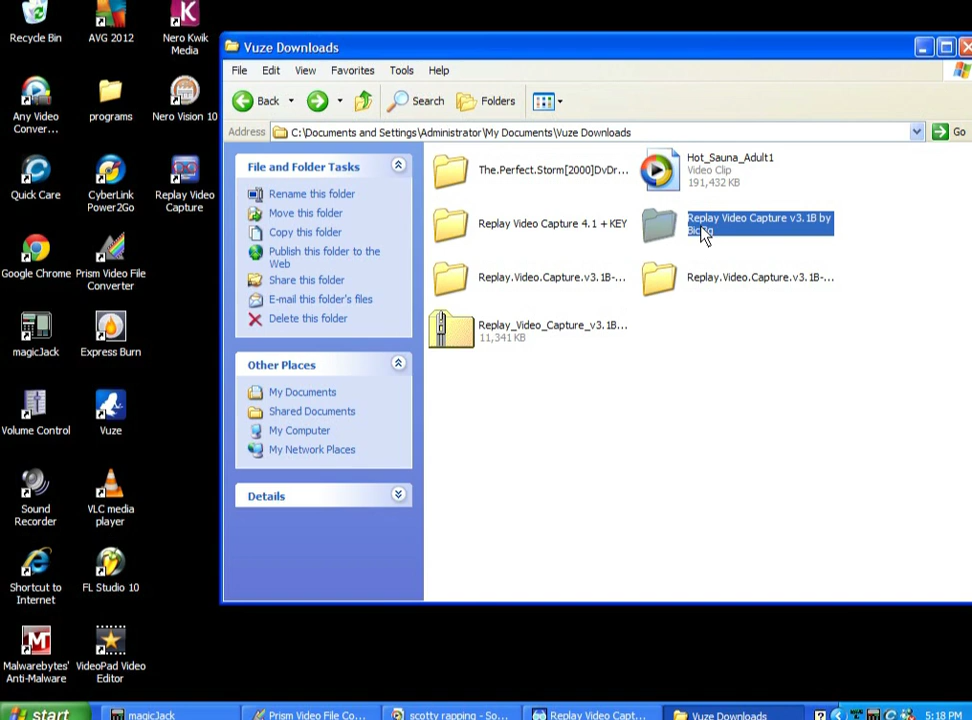 Recycle Bin
AVG 2012
Nero Kwik
Media
Any Video
Conver...
programs
Nero Vision 10
Quick Care
CyberLink
Power2Go
Replay Video
Capture
Google Chrome
Prism Video File
Converter
magicJack
Express Burn
Volume Control
Vuze
Sound
Recorder
VLC media
player
Shortcut to
Internet
FL Studio 10
Malwarebytes'
Anti-Malware
VideoPad Video
Editor
Vuze Downloads
File Edit View Favorites Tools Help
Back Search Folders
Address C:\Documents and Settings\Administrator\My Documents\Vuze Downloads Go
File and Folder Tasks
Rename this folder
Move this folder
Copy this folder
Publish this folder to the
Web
Share this folder
E-mail this folder's files
Delete this folder
Other Places
My Documents
Shared Documents
My Computer
My Network Places
Details
The.Perfect.Storm[2000]DvDr...
Hot_Sauna_Adult1
Video Clip
191,432 KB
Replay Video Capture 4.1 + KEY
Replay Video Capture v3.1B by
Replay.Video.Capture.v3.1B-...
Replay.Video.Capture.v3.1B-...
Replay_Video_Capture_v3.1B...
11,341 KB
start magicJack Prism Video File Co... scotty rapping - So... Replay Video Capt... Vuze Downloads 5:18 PM